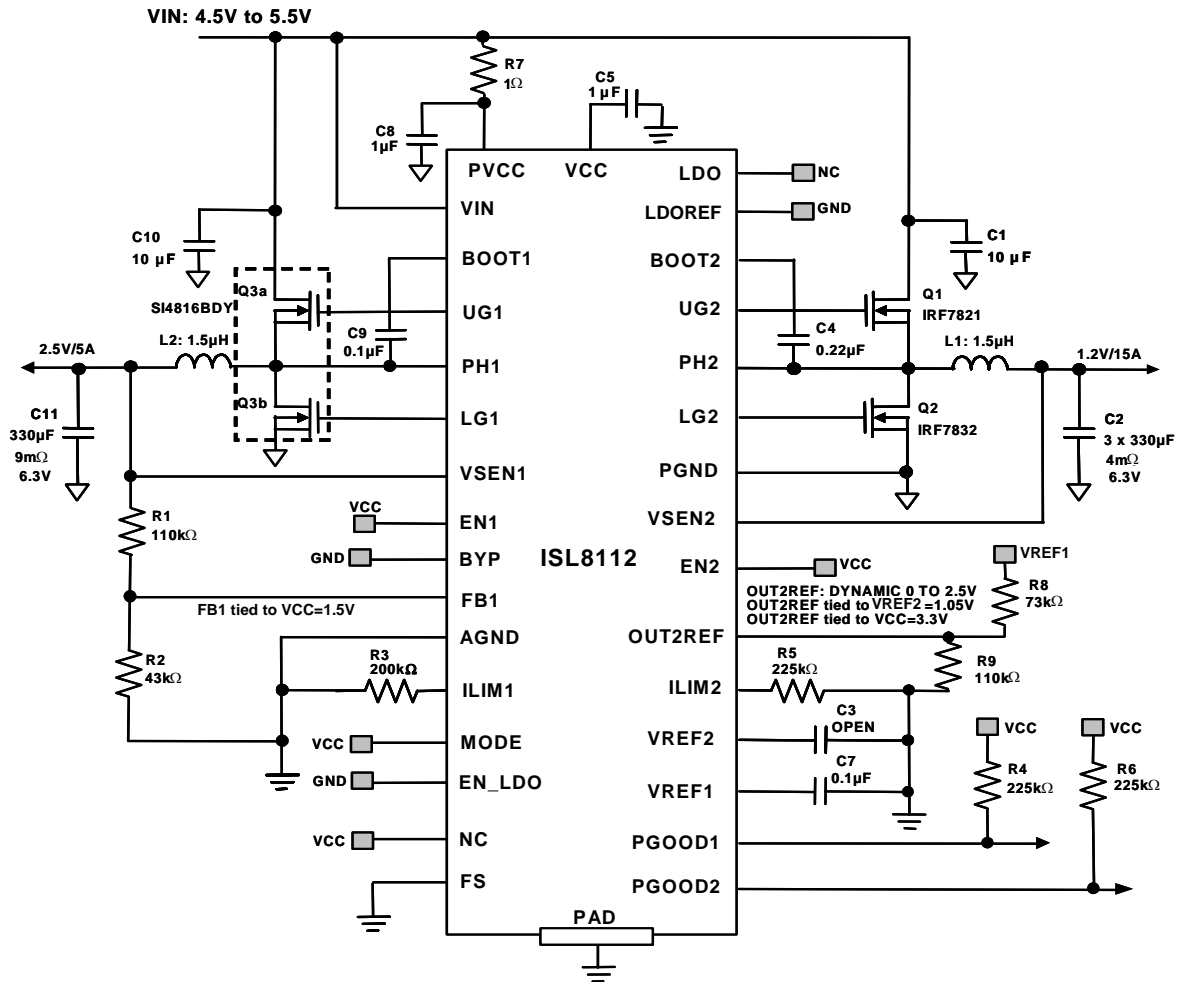 VIN: 4.5V to 5.5V
R7
1Ω
C5
1 µF
C8
1µF
PVCC
VCC
LDO
NC
VIN
LDOREF
GND
C10
10 µF
C1
10 µF
BOOT1
BOOT2
Q3a
SI4816BDY
UG1
UG2
Q1
IRF7821
C9
0.1µF
C4
0.22µF
2.5V/5A
L2: 1.5µH
PH1
PH2
L1: 1.5µH
1.2V/15A
Q3b
LG1
LG2
Q2
IRF7832
C11
330µF
9mΩ
6.3V
C2
3 x 330µF
4mΩ
6.3V
VSEN1
PGND
R1
110kΩ
VCC
EN1
VSEN2
GND
BYP
ISL8112
EN2
VCC
VREF1
FB1 tied to VCC=1.5V
FB1
OUT2REF: DYNAMIC 0 TO 2.5V
OUT2REF tied to VREF2 =1.05V
OUT2REF tied to VCC=3.3V
R8
73kΩ
AGND
OUT2REF
R2
43kΩ
R3
200kΩ
ILIM1
ILIM2
R5
225kΩ
R9
110kΩ
VCC
MODE
VREF2
C3
OPEN
VCC
VCC
GND
EN_LDO
VREF1
C7
0.1µF
R4
225kΩ
R6
225kΩ
VCC
NC
PGOOD1
FS
PGOOD2
PAD